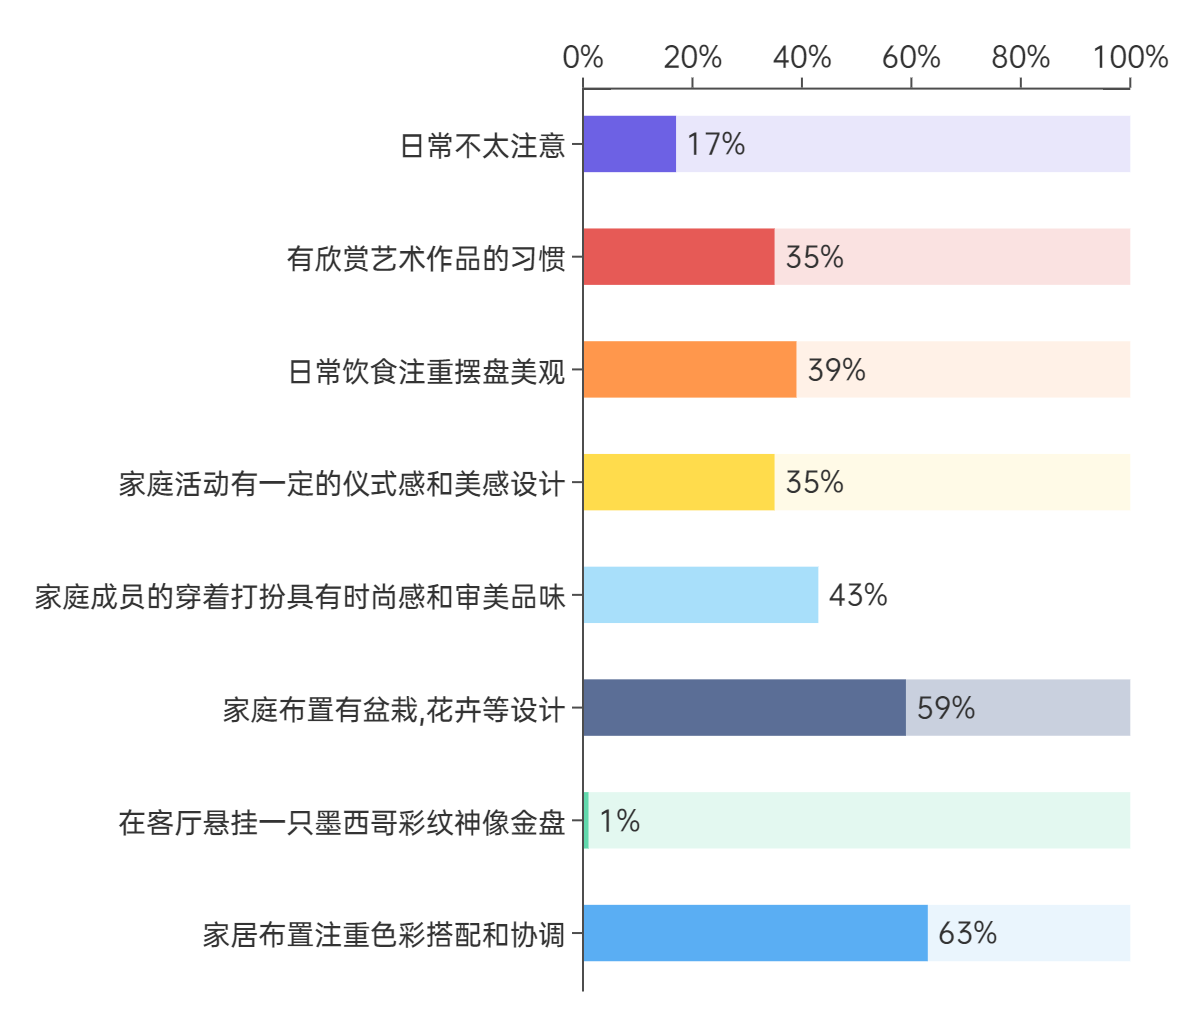 0% 20% 40% 60% 80% 100%
日常不太注意 17%
有欣赏艺术作品的习惯 35%
日常饮食注重摆盘美观 39%
家庭活动有一定的仪式感和美感设计 35%
家庭成员的穿着打扮具有时尚感和审美品味 43%
家庭布置有盆栽,花卉等设计 59%
在客厅悬挂一只墨西哥彩纹神像金盘 1%
家居布置注重色彩搭配和协调 63%